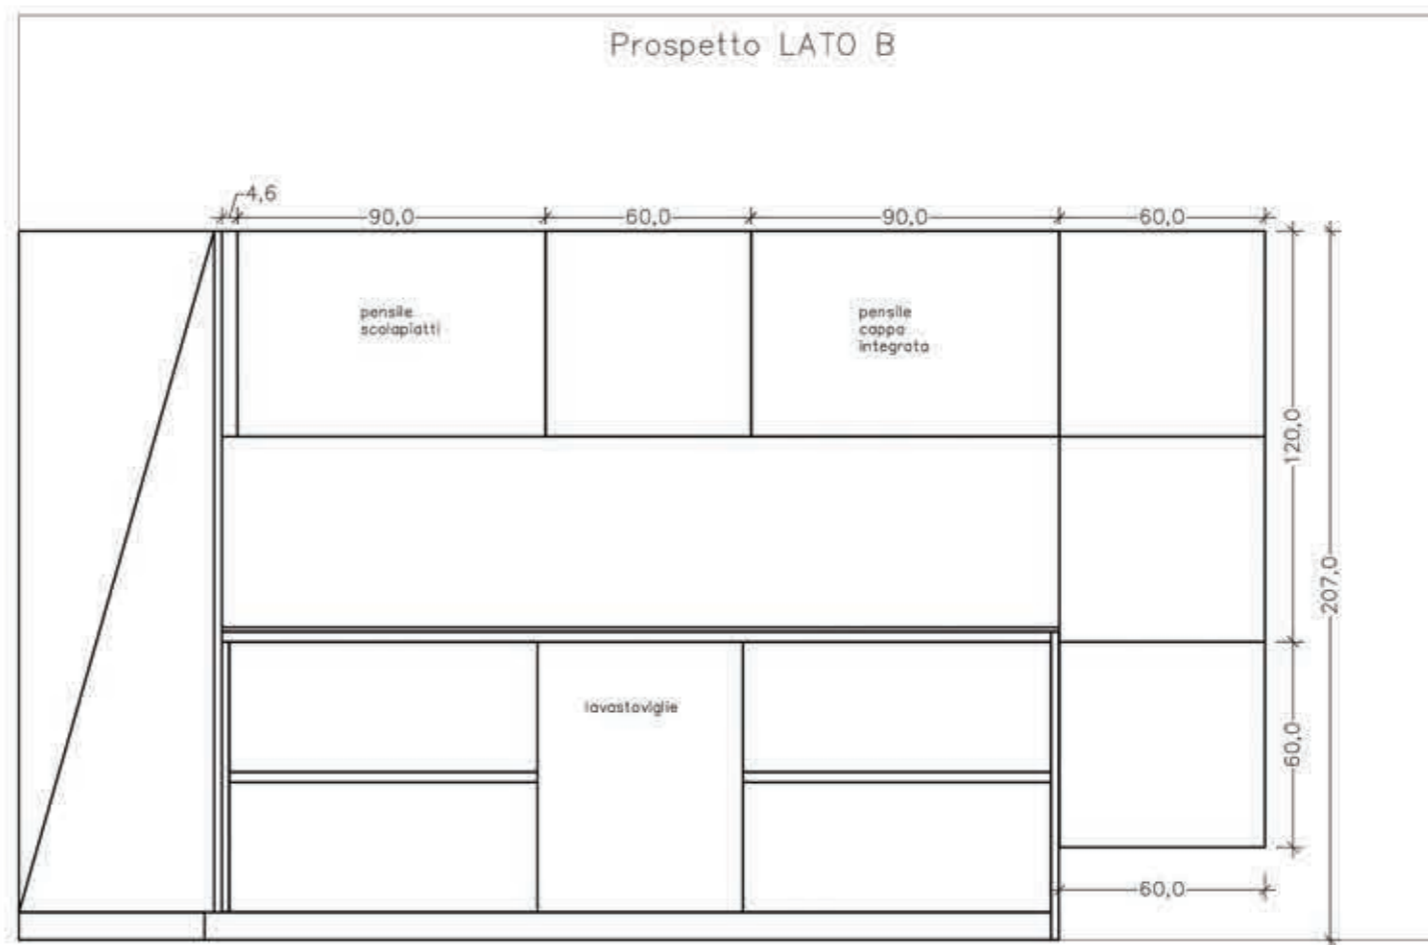 Prospetto LATO B
4,6
90,0
60,0
90,0
60,0
pensile
scolapiatti
pensile
cappa
integrata
120,0
207,0
lavastoviglie
60,0
60,0